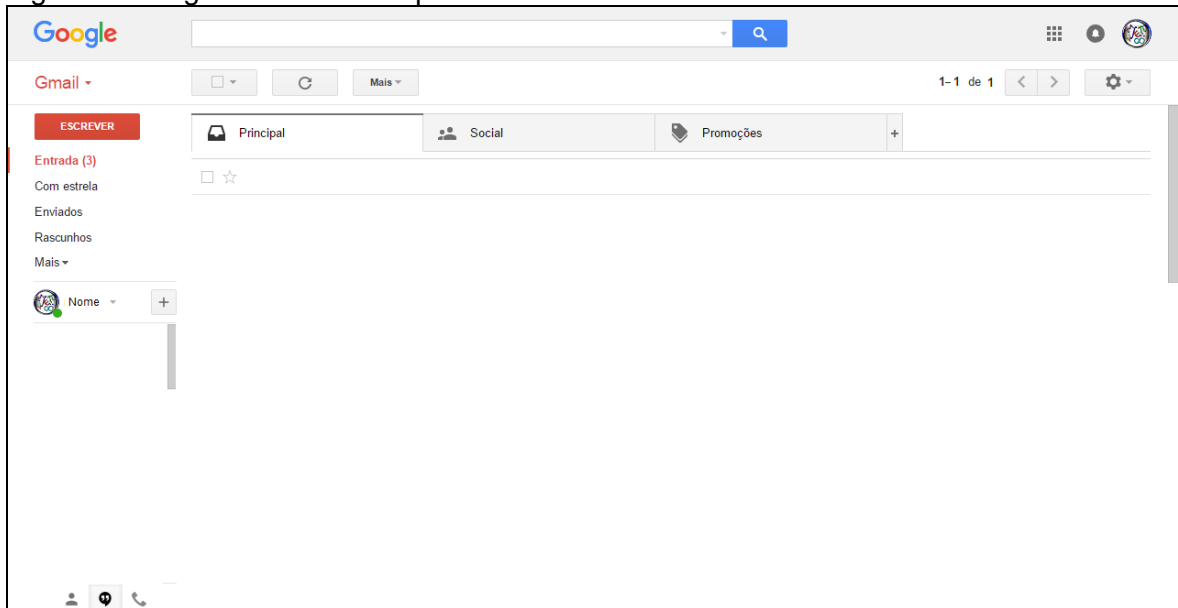 Google
Gmail
Mais
1–1 de 1
ESCREVER
Principal
Social
Promoções
+
Entrada (3)
Com estrela
Enviados
Rascunhos
Mais
Nome
+